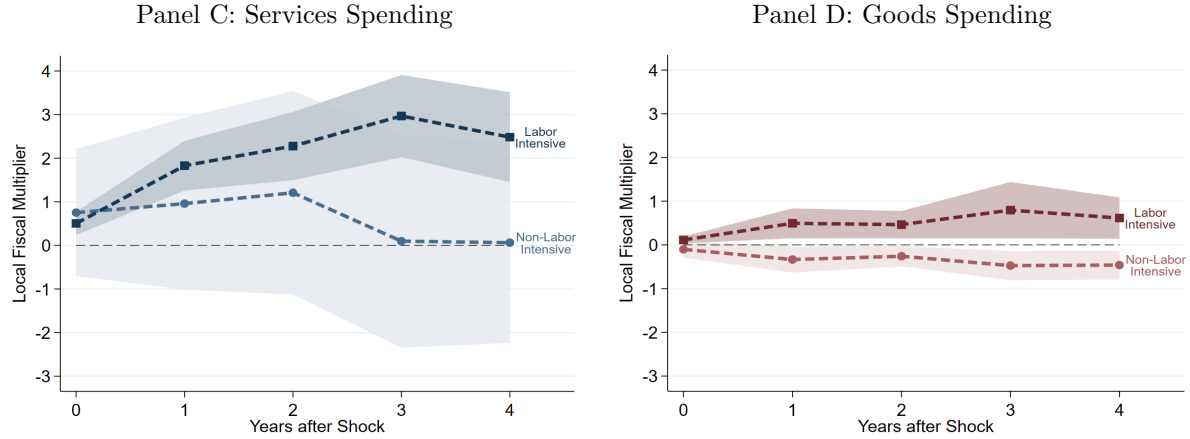 Panel C: Services Spending
4
3
2
1
0
-1
-2
-3
Local Fiscal Multiplier
Labor
Intensive
Non-Labor
Intensive
0 1 2 3 4
Years after Shock
Panel D: Goods Spending
4
3
2
1
0
-1
-2
-3
Local Fiscal Multiplier
Labor
Intensive
Non-Labor
Intensive
0 1 2 3 4
Years after Shock